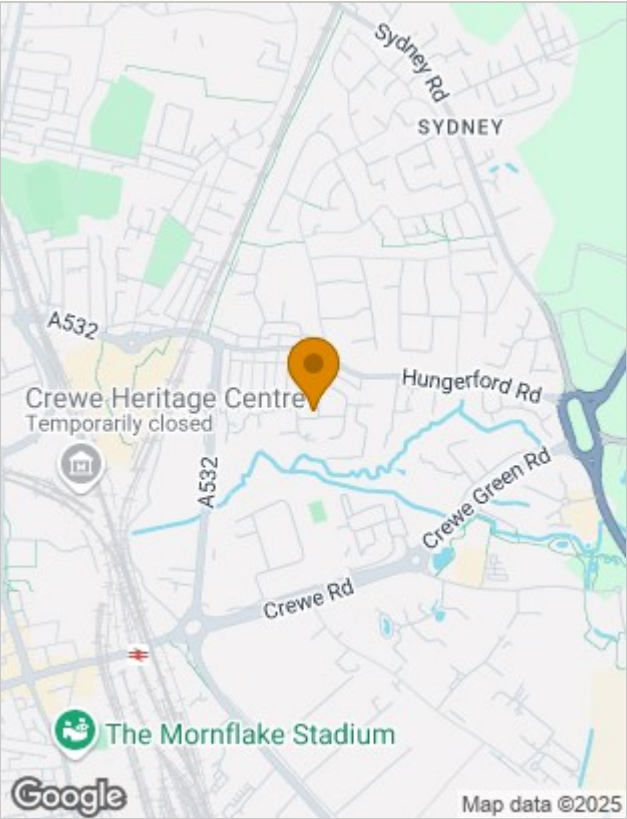 Sydney Rd
SYDNEY
A532
Hungerford Rd
Crewe Heritage Centre
Temporarily closed
A532
Crewe Green Rd
Crewe Rd
The Mornflake Stadium
Google
Map data ©2025